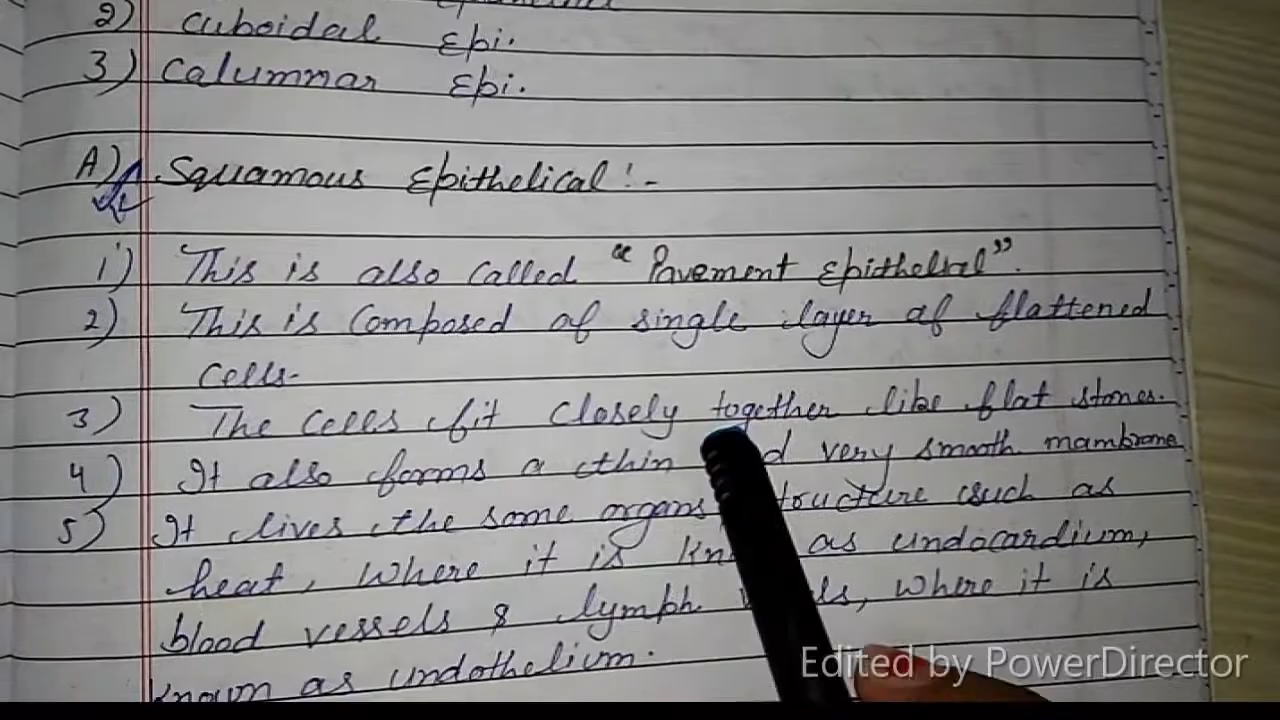 2) Cuboidal Epi.
3) Calummar Epi.
A) Squamous Epithelical :-
1) This is also called "Pavement Epithelial".
2) This is Composed of single layer of flattened
cells-
3) The cells fit closely together like flat stones.
4) It also forms a thin d very smooth mambrane
5) It lives the some organs tructure such as
heat, where it is kn as undocardium,
blood vessels & lymph ls, where it is
known as undothelium.
Edited by PowerDirector